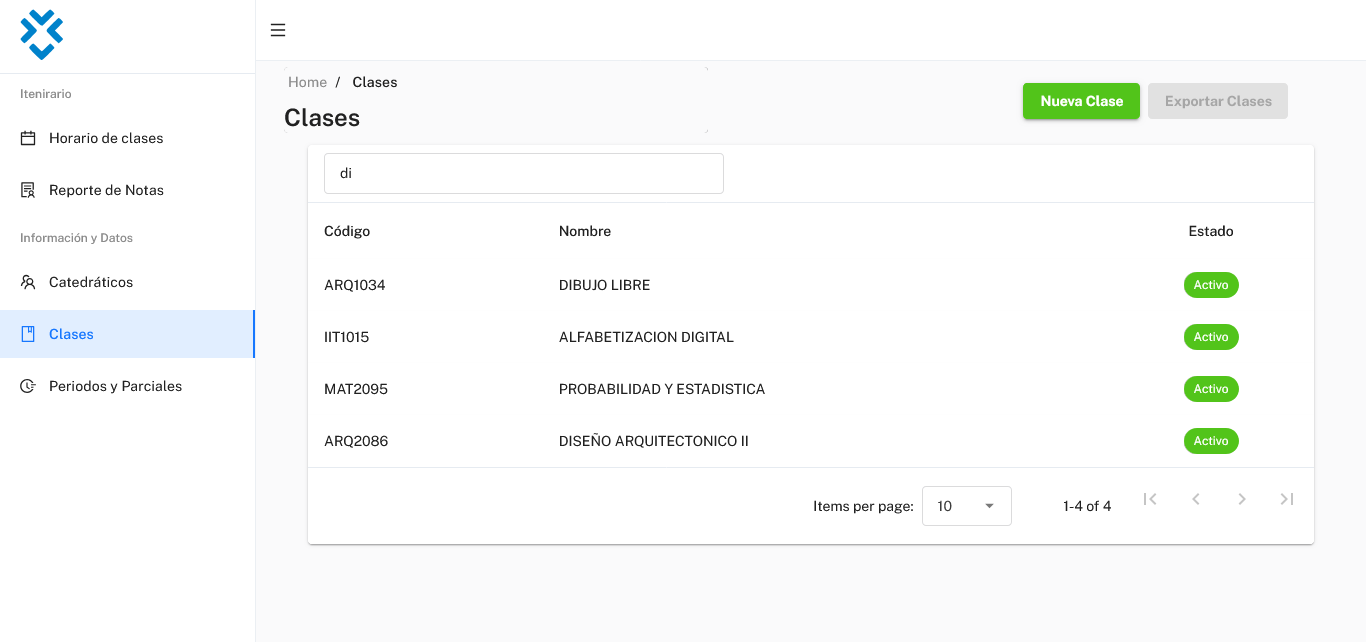 Itenirario
Horario de clases
Reporte de Notas
Información y Datos
Catedráticos
Clases
Periodos y Parciales
Home / Clases
Clases
Nueva Clase
Exportar Clases
di
Código Nombre Estado
ARQ1034 DIBUJO LIBRE Activo
IIT1015 ALFABETIZACION DIGITAL Activo
MAT2095 PROBABILIDAD Y ESTADISTICA Activo
ARQ2086 DISEÑO ARQUITECTONICO II Activo
Items per page: 10 1-4 of 4